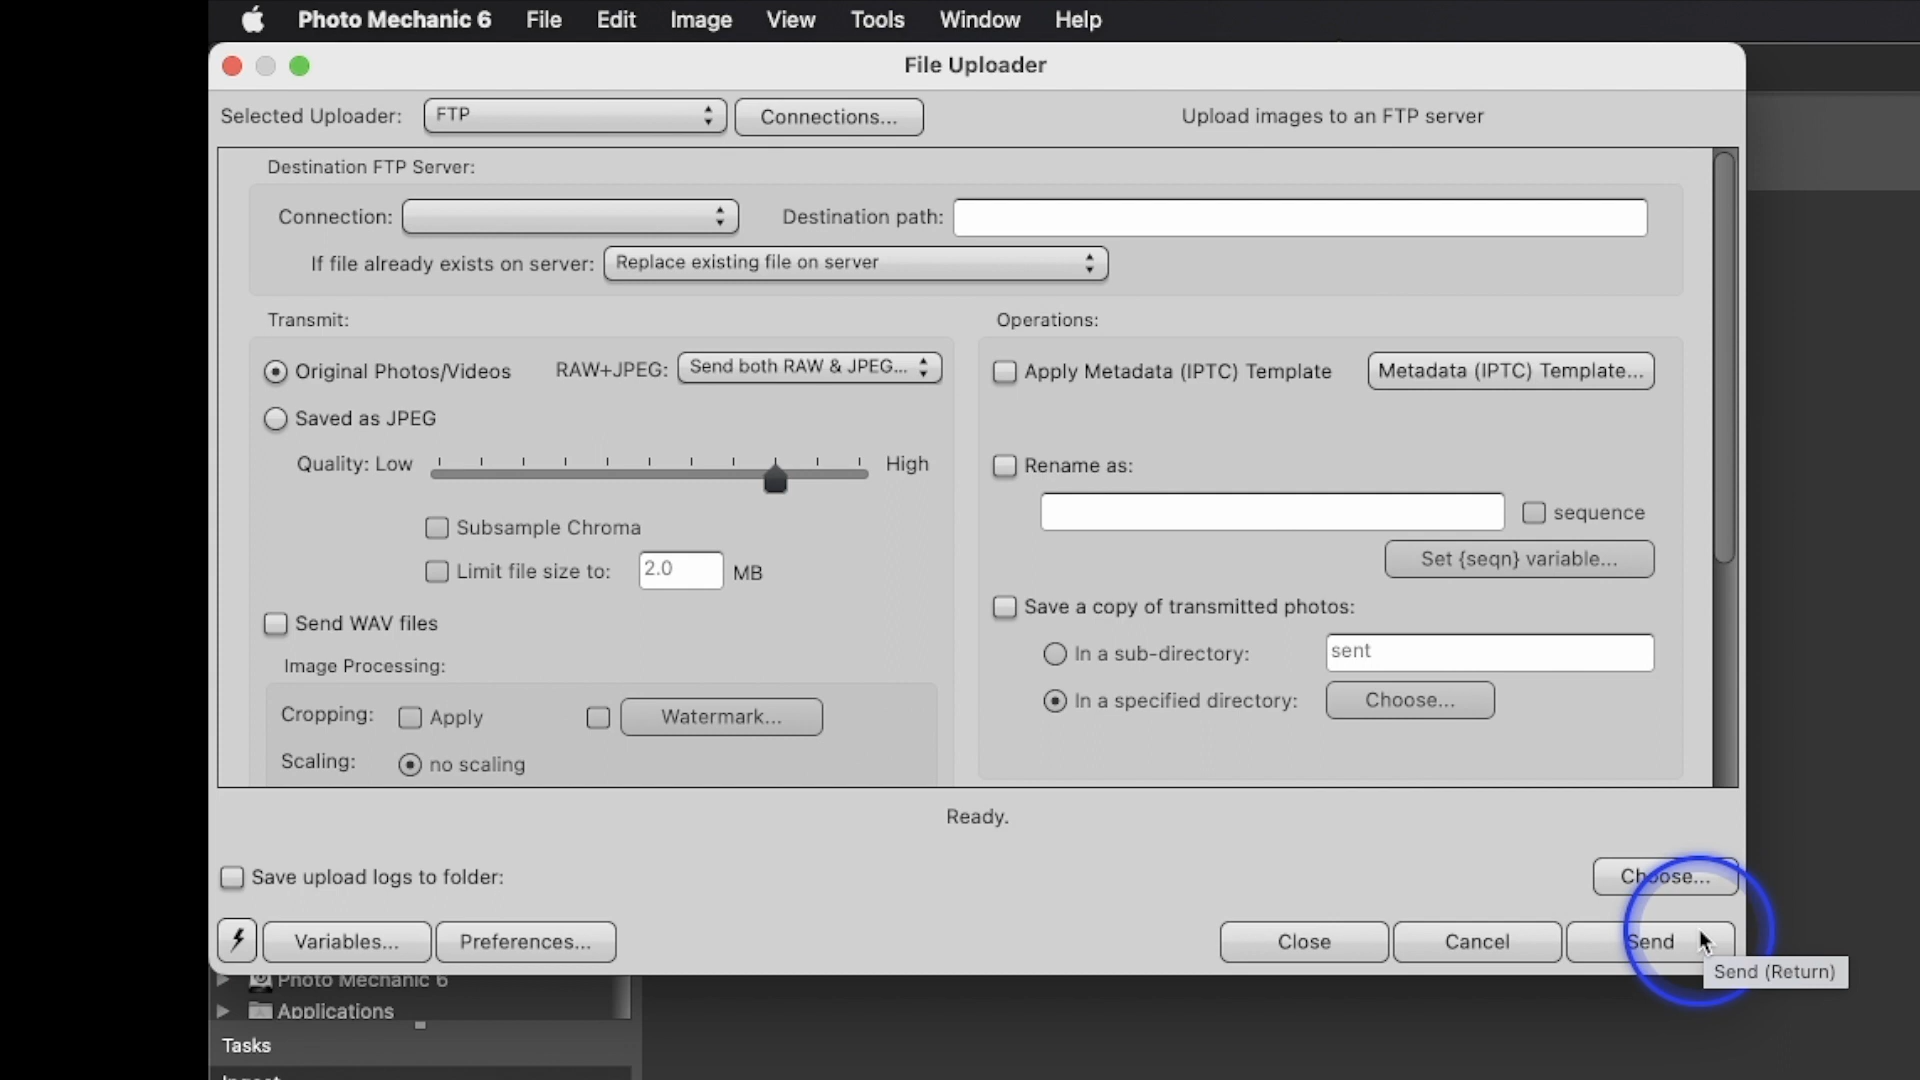 Photo Mechanic 6 File Edit Image View Tools Window Help
File Uploader
Selected Uploader: FTP Connections... Upload images to an FTP server
Destination FTP Server:
Connection: Destination path:
If file already exists on server: Replace existing file on server
Transmit: Operations:
Original Photos/Videos RAW+JPEG: Send both RAW & JPEG... Apply Metadata (IPTC) Template Metadata (IPTC) Template...
Saved as JPEG
Quality: Low High Rename as:
sequence
Subsample Chroma
Set {seqn} variable...
Limit file size to: 2.0 MB
Save a copy of transmitted photos:
Send WAV files
In a sub-directory: sent
Image Processing:
In a specified directory: Choose...
Cropping: Apply Watermark...
Scaling: no scaling
Ready.
Save upload logs to folder: Choose...
Variables... Preferences... Close Cancel Send
Send (Return)
Photo Mechanic 6
Applications
Tasks
Ingest